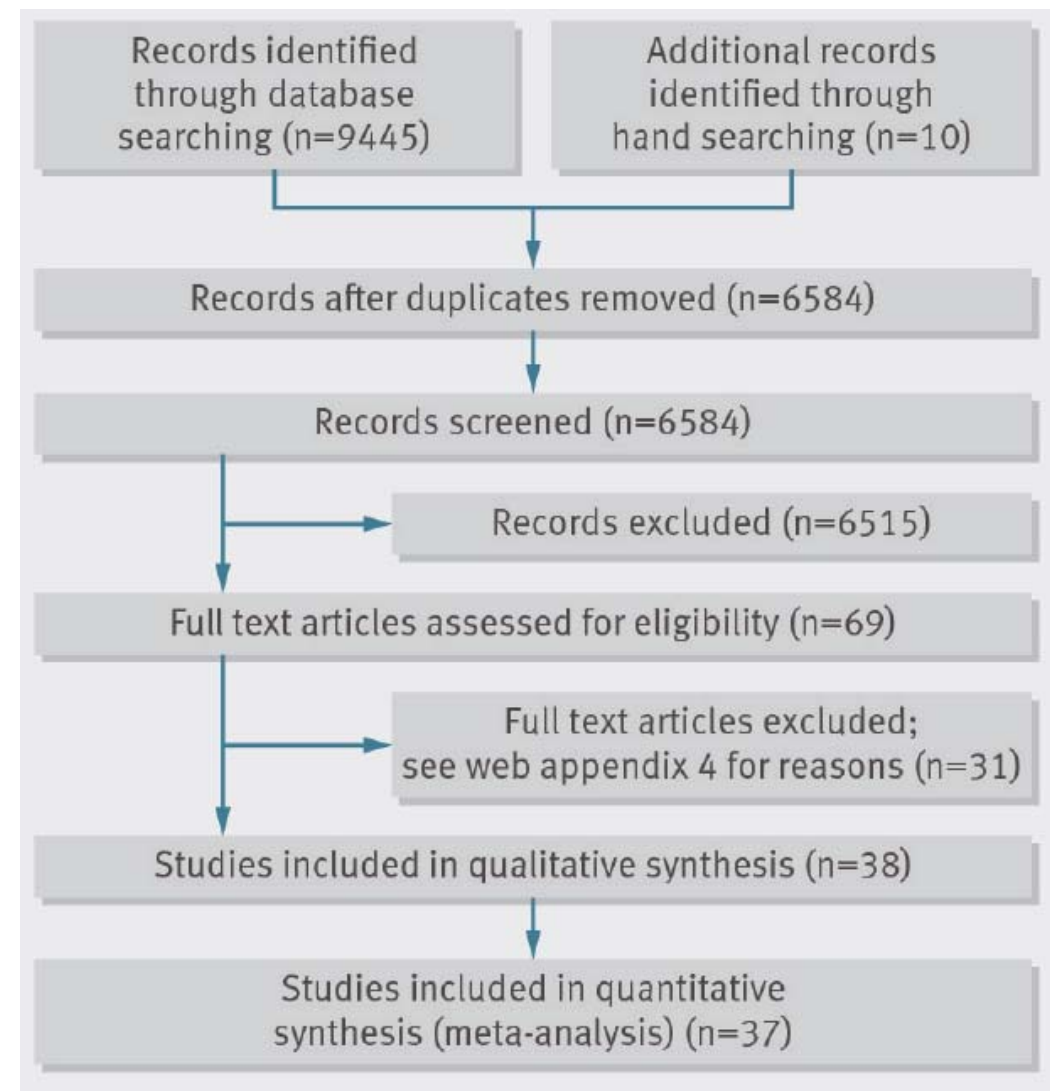 Records identified
through database
searching (n=9445)
Additional records
identified through
hand searching (n=10)
Records after duplicates removed (n=6584)
Records screened (n=6584)
Records excluded (n=6515)
Full text articles assessed for eligibility (n=69)
Full text articles excluded;
see web appendix 4 for reasons (n=31)
Studies included in qualitative synthesis (n=38)
Studies included in quantitative
synthesis (meta-analysis) (n=37)